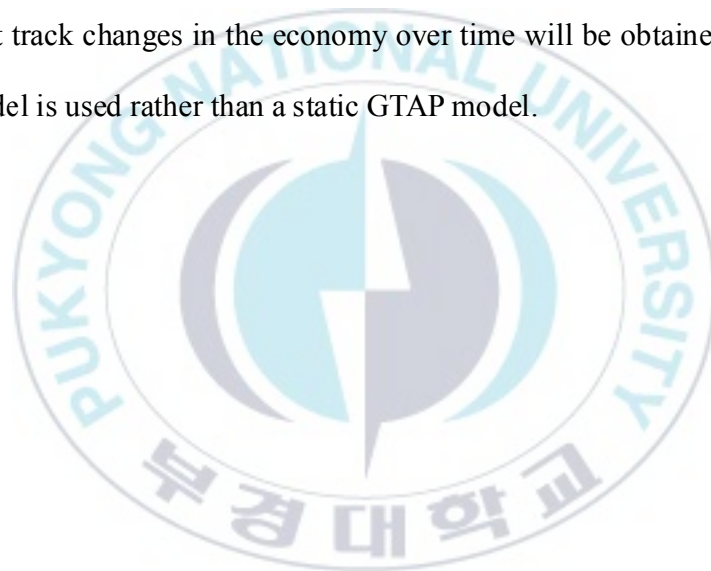 t track changes in the economy over time will be obtaine
del is used rather than a static GTAP model.
PUKYONG NATIONAL UNIVERSITY
부경대학교